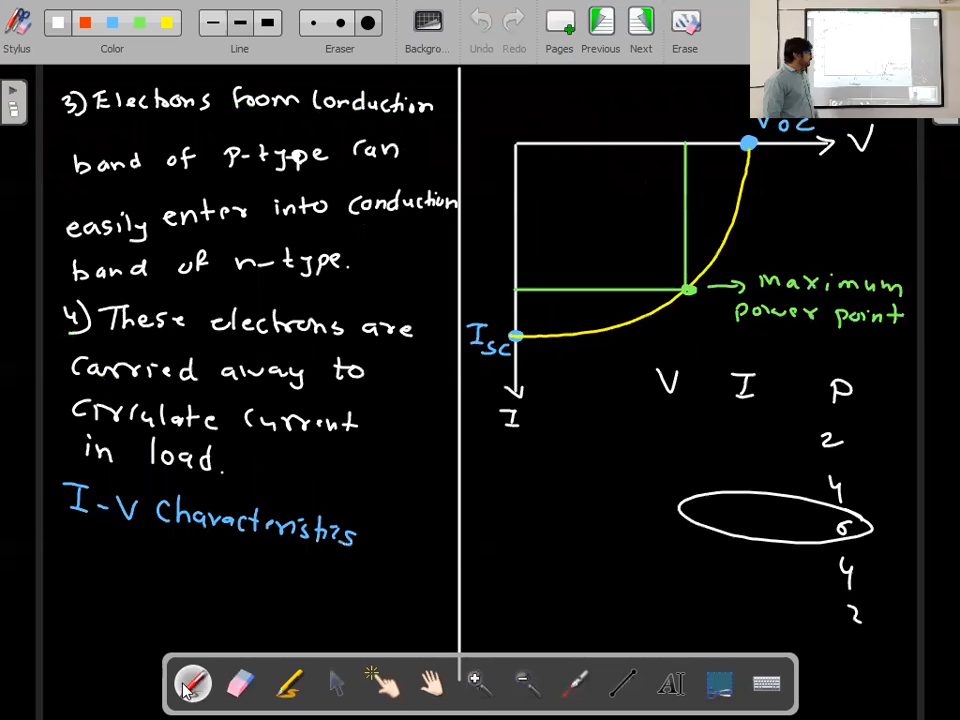 Stylus
Color
Line
Eraser
Backgro...
Undo
Redo
Pages
Previous
Next
Erase
3) Electrons from Conduction
band of P-type can
easily enter into conduction
band of n-type.
4) These electrons are
carried away to
circulate current
in load.
I-V Characteristics
Voc
V
maximum
power point
Isc
I
V I P
2
4
6
4
2
AI